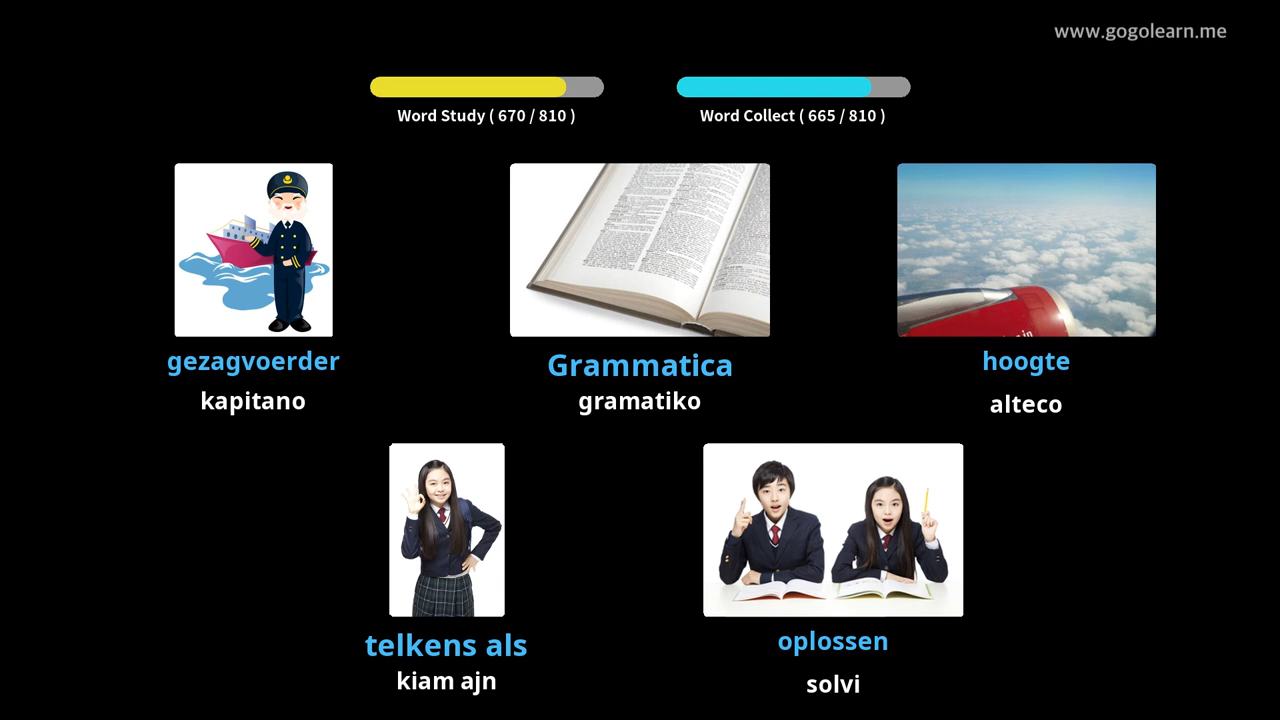 www.gogolearn.me
Word Study ( 670 / 810 )
Word Collect ( 665 / 810 )
gezagvoerder
kapitano
Grammatica
gramatiko
hoogte
alteco
telkens als
kiam ajn
oplossen
solvi